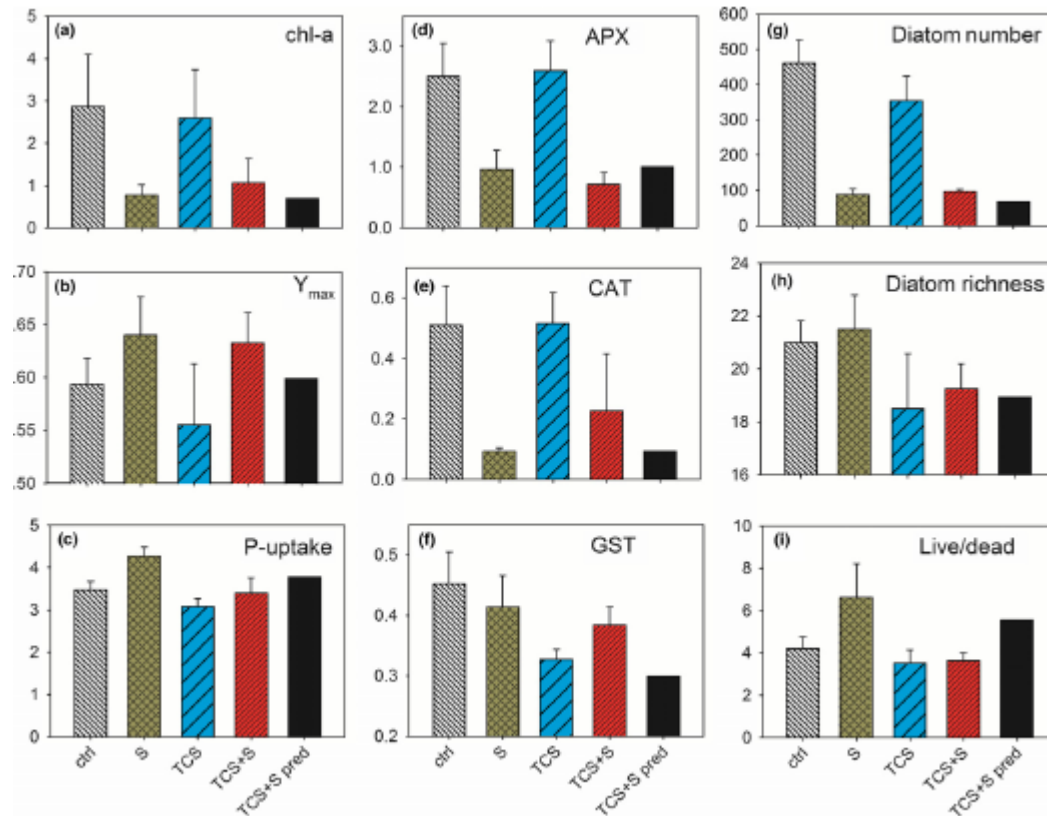 (a) chl-a
5
4
3
2
1
0
(d) APX
3.0
2.0
1.0
0.0
(g) Diatom number
600
500
400
300
200
100
0
(b) Ymax
.70
.65
.60
.55
.50
(e) CAT
0.6
0.4
0.2
0.0
(h) Diatom richness
24
22
20
18
16
(c) P-uptake
5
4
3
2
1
0
ctrl
S
TCS
TCS+S
TCS+S pred
(f) GST
0.5
0.4
0.3
0.2
ctrl
S
TCS
TCS+S
TCS+S pred
(i) Live/dead
10
8
6
4
2
0
ctrl
S
TCS
TCS+S
TCS+S pred